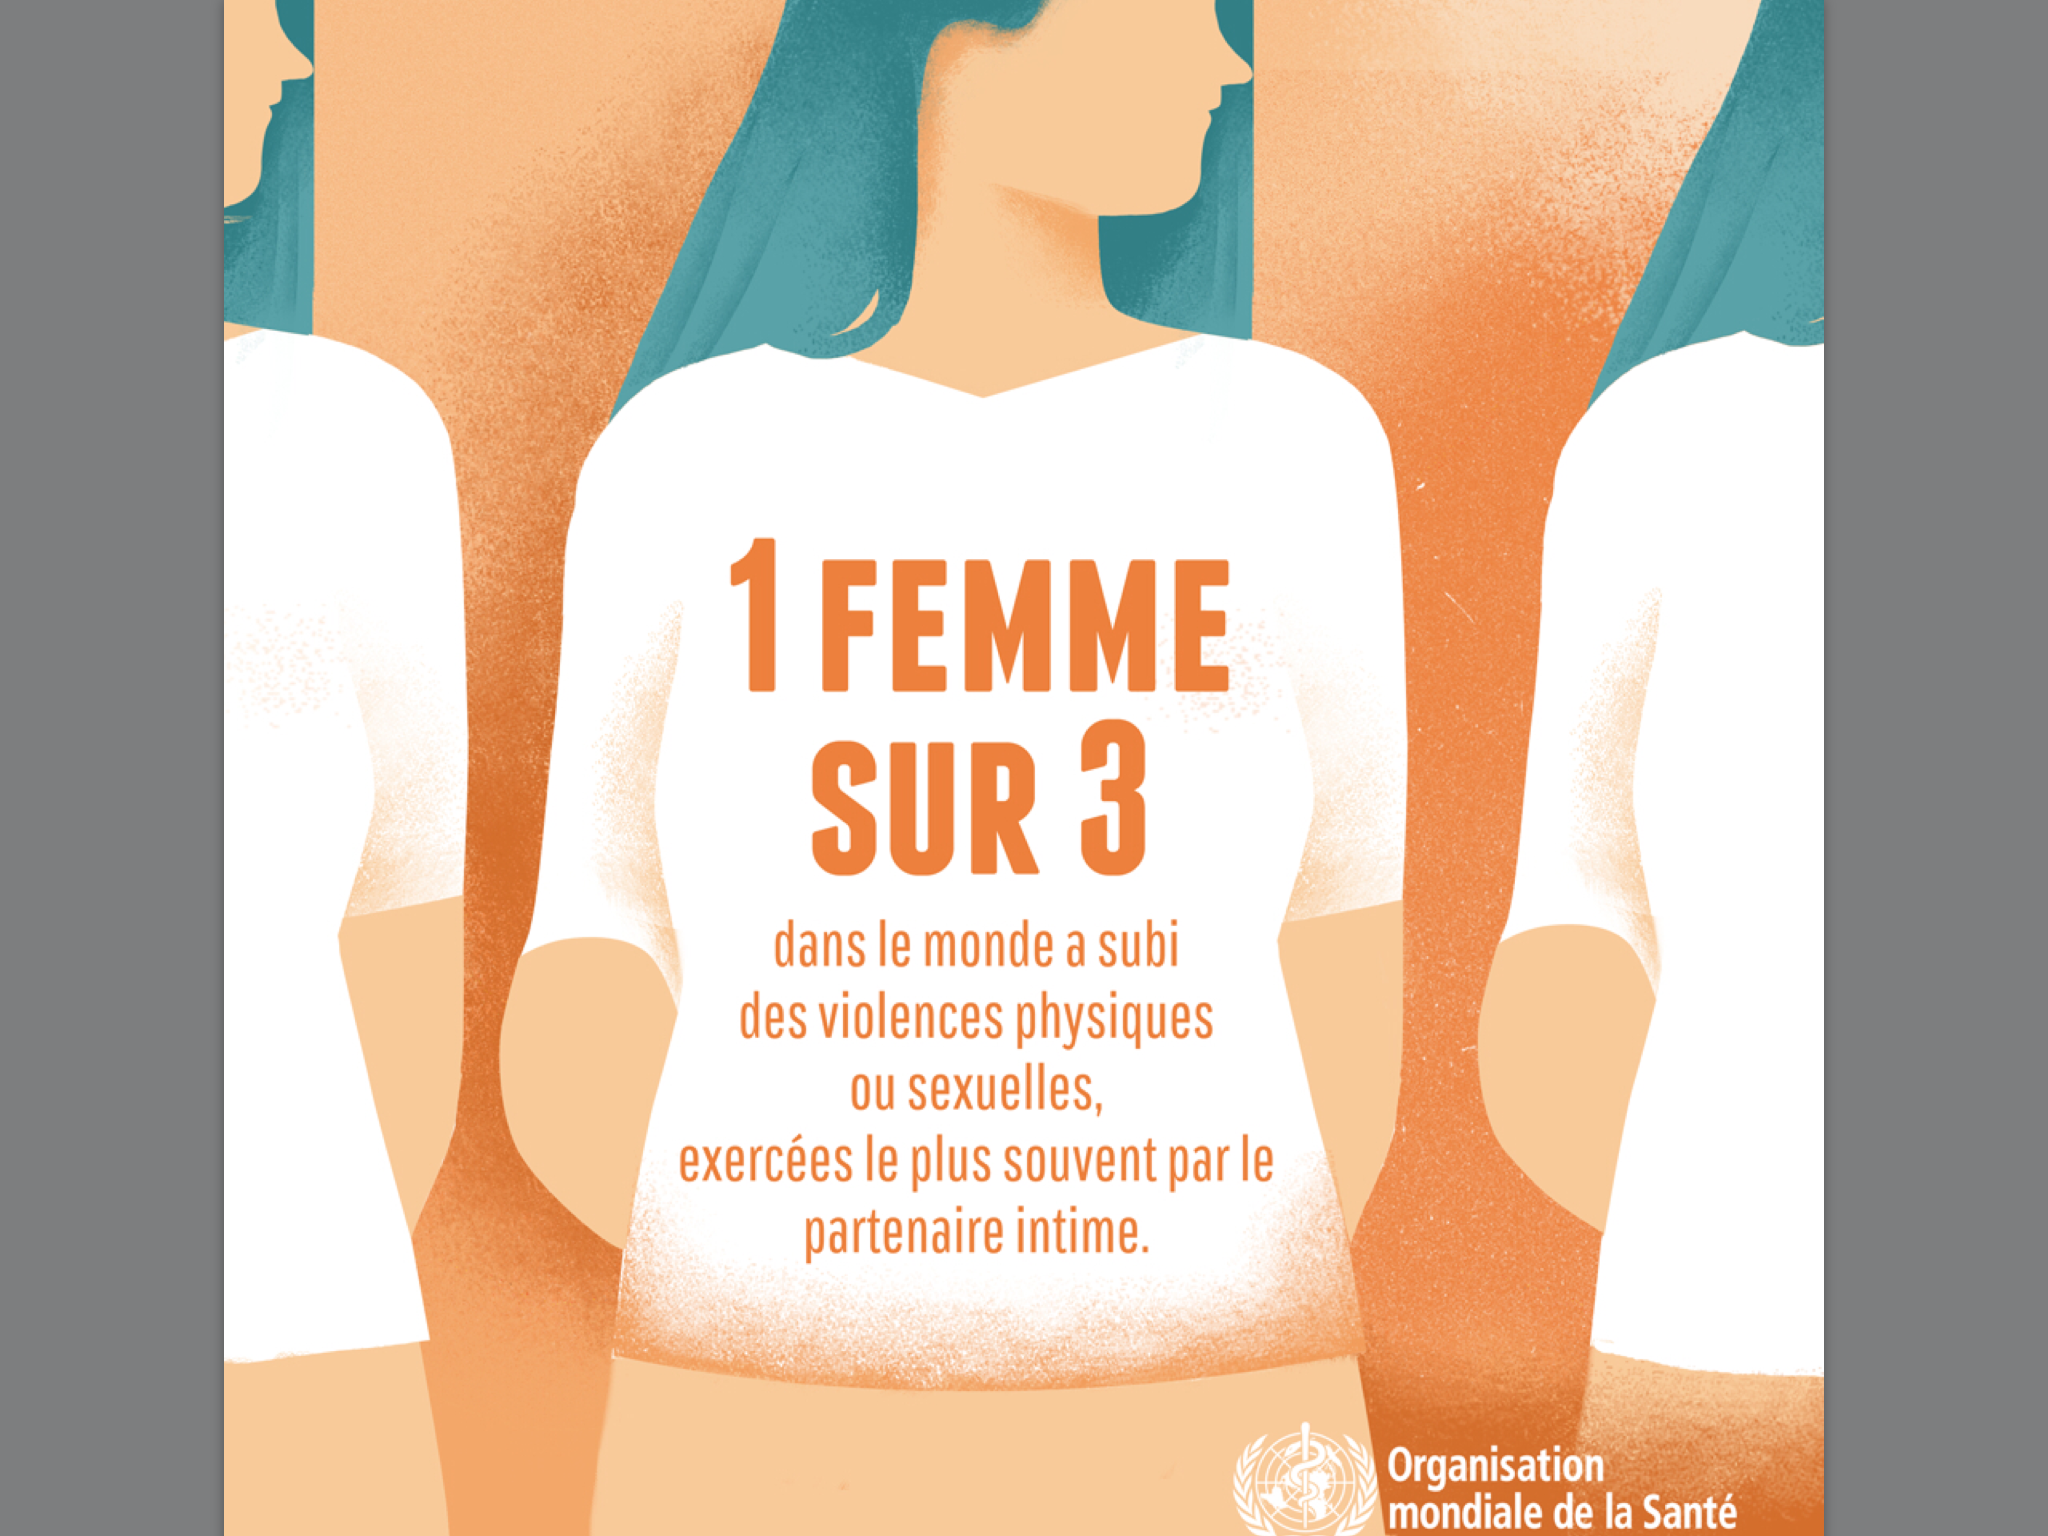 1 FEMME
SUR 3
dans le monde a subi
des violences physiques
ou sexuelles,
exercées le plus souvent par le
partenaire intime.
Organisation
mondiale de la Santé